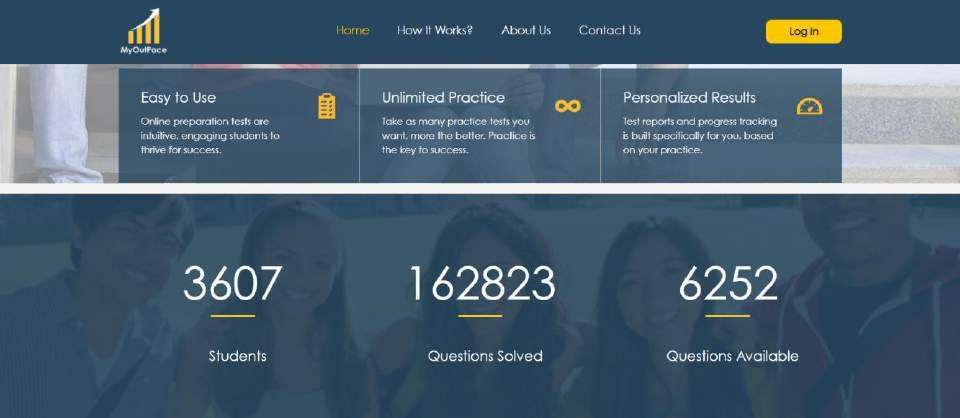 MyOutPace
Home How It Works? About Us Contact Us
Log In
Easy to Use
Online preparation tests are
intuitive, engaging students to
thrive for success.
Unlimited Practice
Take as many practice tests you
want, more the better. Practice is
the key to success.
Personalized Results
Test reports and progress tracking
is built specifically for you, based
on your practice.
3607
Students
162823
Questions Solved
6252
Questions Available